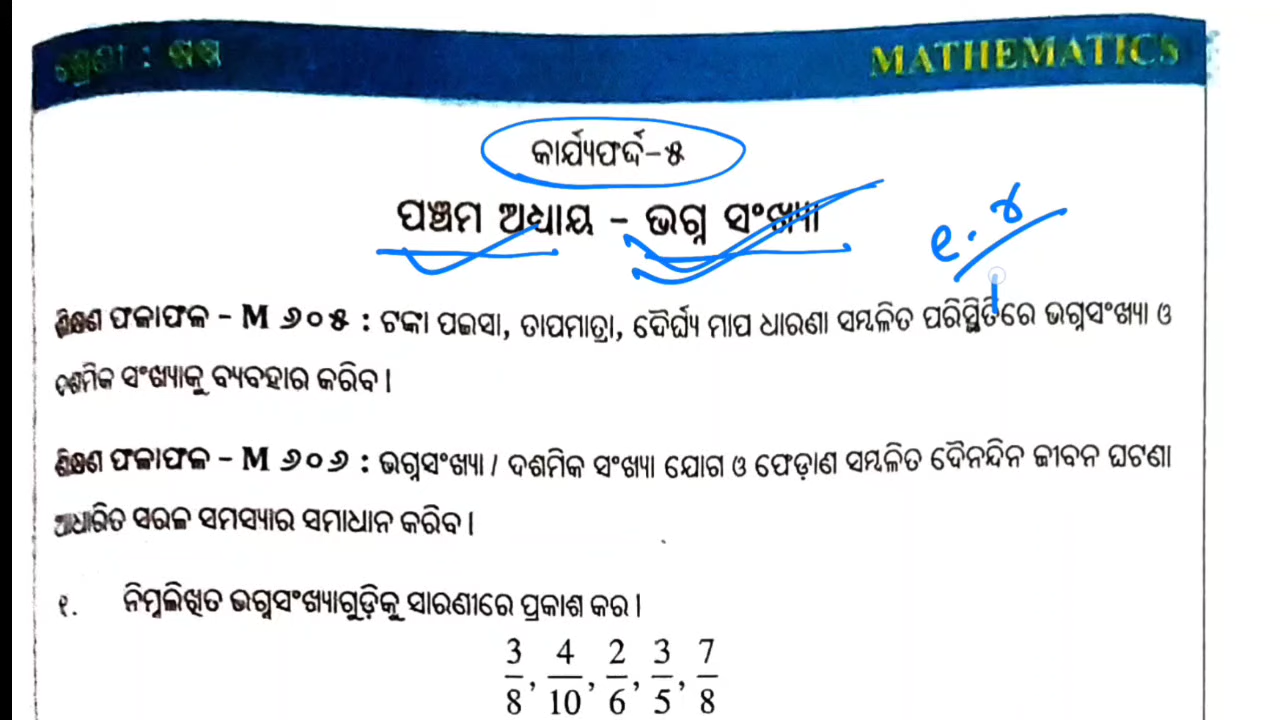 ଶ୍ରେଣୀ : ଷଷ୍ଠ
MATHEMATICS
କାର୍ଯ୍ୟଫର୍ଦ୍ଦ-୫
ପଞ୍ଚମ ଅଧ୍ୟାୟ - ଭଗ୍ନ ସଂଖ୍ୟା
ଶିକ୍ଷଣ ଫଳାଫଳ - M ୬୦୫ : ଟଙ୍କା ପଇସା, ତାପମାତ୍ରା, ଦୈର୍ଘ୍ୟ ମାପ ଧାରଣା ସମ୍ବଳିତ ପରିସ୍ଥିତିରେ ଭଗ୍ନସଂଖ୍ୟା ଓ
ଦଶମିକ ସଂଖ୍ୟାକୁ ବ୍ୟବହାର କରିବ।
ଶିକ୍ଷଣ ଫଳାଫଳ - M ୬୦୬ : ଭଗ୍ନସଂଖ୍ୟା / ଦଶମିକ ସଂଖ୍ୟା ଯୋଗ ଓ ଫେଡ଼ାଣ ସମ୍ବଳିତ ଦୈନନ୍ଦିନ ଜୀବନ ଘଟଣା
ଆଧାରିତ ସରଳ ସମସ୍ୟାର ସମାଧାନ କରିବ।
୧. ନିମ୍ନଲିଖିତ ଭଗ୍ନସଂଖ୍ୟାଗୁଡ଼ିକୁ ସାରଣୀରେ ପ୍ରକାଶ କର।
3/8, 4/10, 2/6, 3/5, 7/8